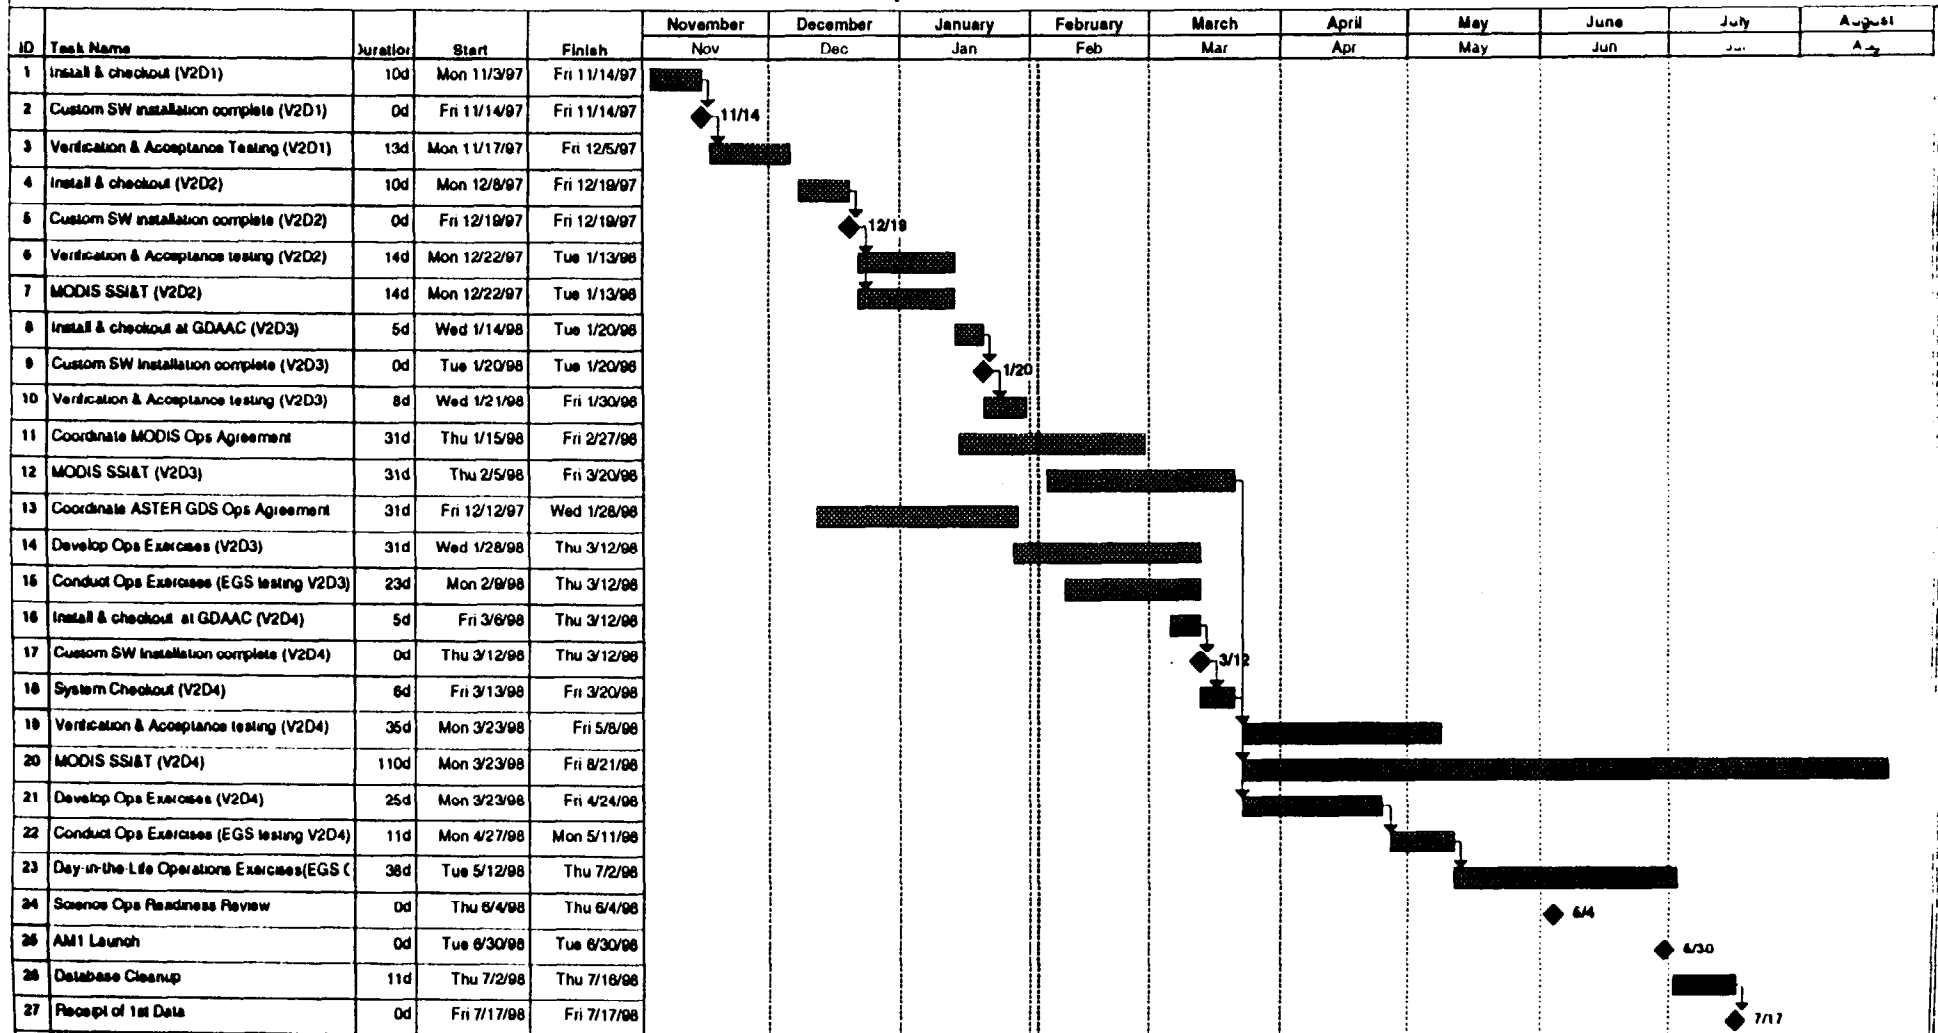 November December January February March April May June July August
ID Task Name Duration Start Finish Nov Dec Jan Feb Mar Apr May Jun Jul Aug
1 Install & checkout (V2D1) 10d Mon 11/3/97 Fri 11/14/97
2 Custom SW installation complete (V2D1) 0d Fri 11/14/97 Fri 11/14/97 11/14
3 Verification & Acceptance Testing (V2D1) 13d Mon 11/17/97 Fri 12/5/97
4 Install & checkout (V2D2) 10d Mon 12/8/97 Fri 12/19/97
5 Custom SW installation complete (V2D2) 0d Fri 12/19/97 Fri 12/19/97 12/19
6 Verification & Acceptance testing (V2D2) 14d Mon 12/22/97 Tue 1/13/98
7 MODIS SSI&T (V2D2) 14d Mon 12/22/97 Tue 1/13/98
8 Install & checkout at GDAAC (V2D3) 5d Wed 1/14/98 Tue 1/20/98
9 Custom SW Installation complete (V2D3) 0d Tue 1/20/98 Tue 1/20/98 1/20
10 Verification & Acceptance testing (V2D3) 8d Wed 1/21/98 Fri 1/30/98
11 Coordinate MODIS Ops Agreement 31d Thu 1/15/98 Fri 2/27/98
12 MODIS SSI&T (V2D3) 31d Thu 2/5/98 Fri 3/20/98
13 Coordinate ASTER GDS Ops Agreement 31d Fri 12/12/97 Wed 1/28/98
14 Develop Ops Exercises (V2D3) 31d Wed 1/28/98 Thu 3/12/98
15 Conduct Ops Exercises (EGS testing V2D3) 23d Mon 2/9/98 Thu 3/12/98
16 Install & checkout at GDAAC (V2D4) 5d Fri 3/6/98 Thu 3/12/98
17 Custom SW Installation complete (V2D4) 0d Thu 3/12/98 Thu 3/12/98 3/12
18 System Checkout (V2D4) 6d Fri 3/13/98 Fri 3/20/98
19 Verification & Acceptance testing (V2D4) 35d Mon 3/23/98 Fri 5/8/98
20 MODIS SSI&T (V2D4) 110d Mon 3/23/98 Fri 8/21/98
21 Develop Ops Exercises (V2D4) 25d Mon 3/23/98 Fri 4/24/98
22 Conduct Ops Exercises (EGS testing V2D4) 11d Mon 4/27/98 Mon 5/11/98
23 Day-in-the-Life Operations Exercises(EGS ( 38d Tue 5/12/98 Thu 7/2/98
24 Science Ops Readiness Review 0d Thu 6/4/98 Thu 6/4/98 6/4
25 AM1 Launch 0d Tue 6/30/98 Tue 6/30/98 6/30
26 Database Cleanup 11d Thu 7/2/98 Thu 7/16/98
27 Receipt of 1st Data 0d Fri 7/17/98 Fri 7/17/98 7/17